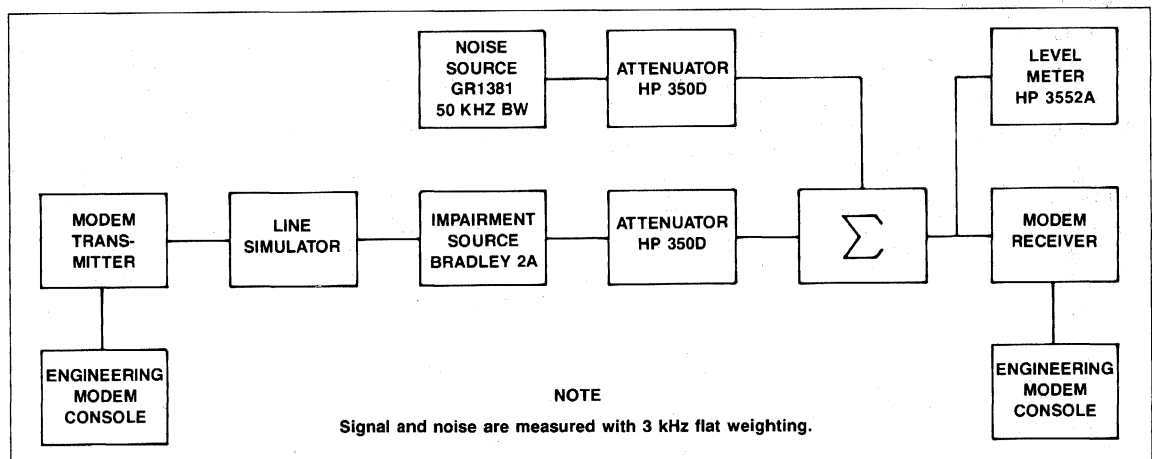 NOISE
SOURCE
GR1381
50 KHZ BW
ATTENUATOR
HP 350D
LEVEL
METER
HP 3552A
MODEM
TRANS-
MITTER
LINE
SIMULATOR
IMPAIRMENT
SOURCE
BRADLEY 2A
ATTENUATOR
HP 350D
Σ
MODEM
RECEIVER
ENGINEERING
MODEM
CONSOLE
ENGINEERING
MODEM
CONSOLE
NOTE
Signal and noise are measured with 3 kHz flat weighting.